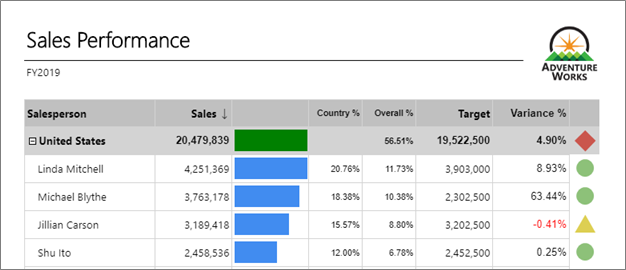 Sales Performance
FY2019
ADVENTURE
WORKS
Salesperson Sales ↓ Country % Overall % Target Variance %
United States 20,479,839 56.51% 19,522,500 4.90%
Linda Mitchell 4,251,369 20.76% 11.73% 3,903,000 8.93%
Michael Blythe 3,763,178 18.38% 10.38% 2,302,500 63.44%
Jillian Carson 3,189,418 15.57% 8.80% 3,202,500 -0.41%
Shu Ito 2,458,536 12.00% 6.78% 2,452,500 0.25%